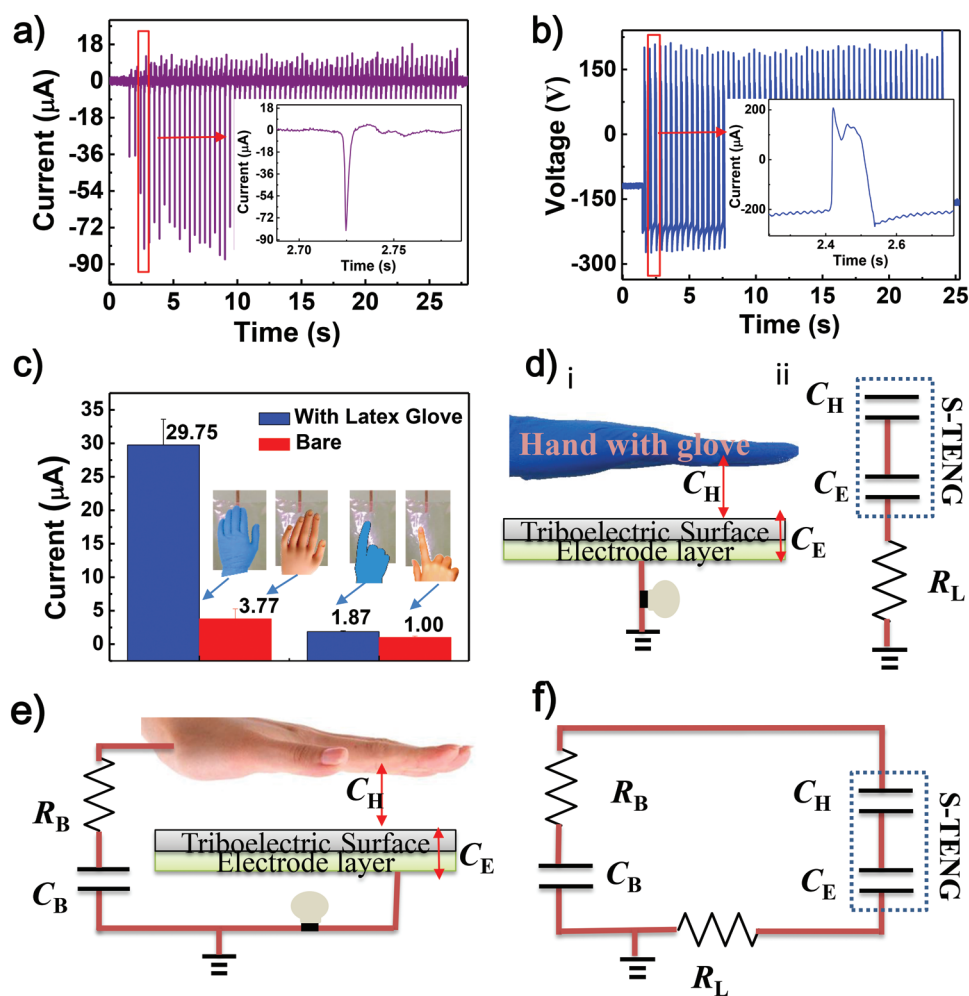 a)
Current (μA)
18
0
-18
-36
-54
-72
-90
0 5 10 15 20 25
Time (s)
Current (μA)
18
0
-18
-36
-54
-72
-90
2.70 2.75
Time (s)
b)
Voltage (V)
150
0
-150
-300
0 5 10 15 20 25
Time (s)
Current (μA)
200
0
-200
2.4 2.6
Time (s)
c)
Current (μA)
35
30
25
20
15
10
5
0
With Latex Glove
Bare
29.75
3.77
1.87
1.00
d)
i
Hand with glove
CH
Triboelectric Surface
Electrode layer
CE
ii
CH
CE
S-TENG
RL
e)
RB
CB
CH
Triboelectric Surface
Electrode layer
CE
f)
RB
CB
CH
CE
S-TENG
RL